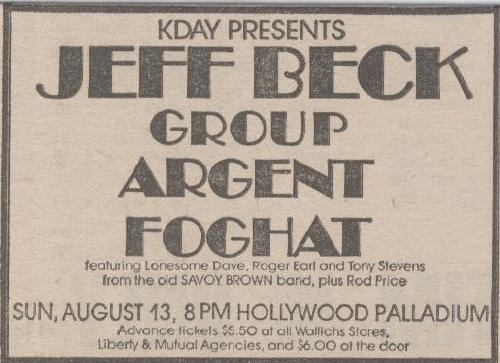 KDAY PRESENTS
JEFF BECK
GROUP
ARGENT
FOGHAT
featuring Lonesome Dave, Roger Earl and Tony Stevens
from the old SAVOY BROWN band, plus Rod Price
SUN, AUGUST 13, 8 PM HOLLYWOOD PALLADIUM
Advance tickets $5.50 at all Wallichs Stores,
Liberty & Mutual Agencies, and $6.00 at the door